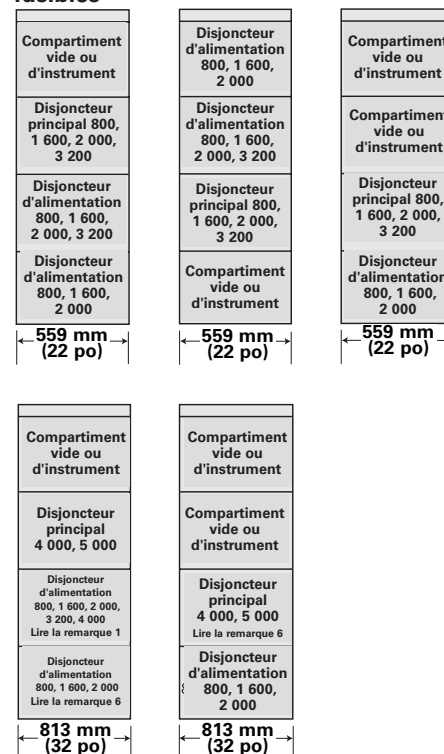 Compartiment
vide ou
d'instrument
Disjoncteur
principal 800,
1 600, 2 000,
3 200
Disjoncteur
d'alimentation
800, 1 600,
2 000, 3 200
Disjoncteur
d'alimentation
800, 1 600,
2 000
559 mm
(22 po)
Disjoncteur
d'alimentation
800, 1 600,
2 000
Disjoncteur
d'alimentation
800, 1 600,
2 000, 3 200
Disjoncteur
principal 800,
1 600, 2 000,
3 200
Compartiment
vide ou
d'instrument
559 mm
(22 po)
Compartiment
vide ou
d'instrument
Compartiment
vide ou
d'instrument
Disjoncteur
principal 800,
1 600, 2 000,
3 200
Disjoncteur
d'alimentation
800, 1 600,
2 000
559 mm
(22 po)
Compartiment
vide ou
d'instrument
Disjoncteur
principal
4 000, 5 000
Disjoncteur
d'alimentation
800, 1 600, 2 000,
3 200, 4 000
Lire la remarque 1
Disjoncteur
d'alimentation
800, 1 600, 2 000
Lire la remarque 6
813 mm
(32 po)
Compartiment
vide ou
d'instrument
Compartiment
vide ou
d'instrument
Disjoncteur
principal
4 000, 5 000
Lire la remarque 6
Disjoncteur
d'alimentation
800, 1 600,
2 000
813 mm
(32 po)